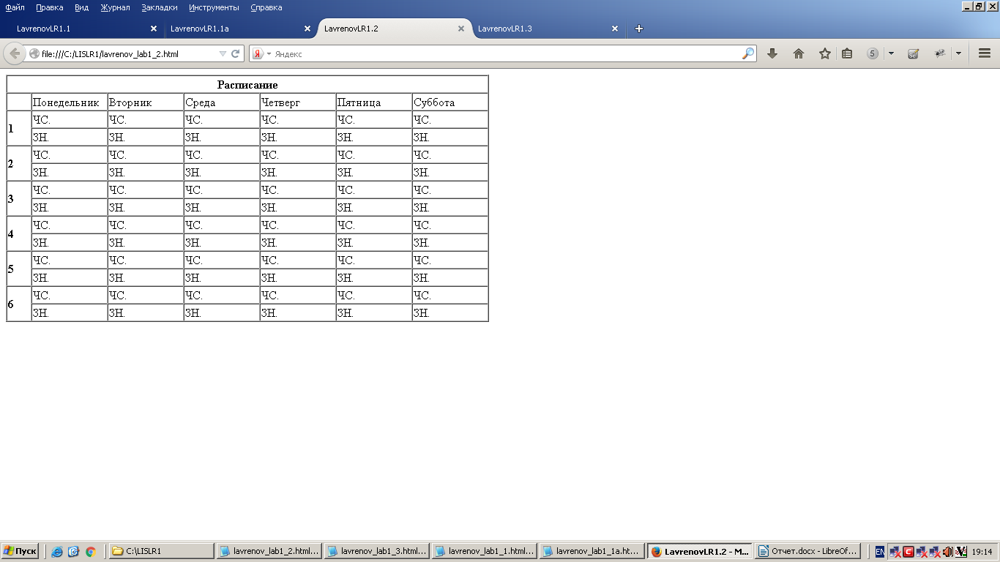 Файл Правка Вид Журнал Закладки Инструменты Справка
LavrenovLR1.1 LavrenovLR1.1a LavrenovLR1.2 LavrenovLR1.3
file:///C:/LISLR1/lavrenov_lab1_2.html Яндекс 5
Расписание
Понедельник Вторник Среда Четверг Пятница Суббота
1 ЧС. ЧС. ЧС. ЧС. ЧС. ЧС.
ЗН. ЗН. ЗН. ЗН. ЗН. ЗН.
2 ЧС. ЧС. ЧС. ЧС. ЧС. ЧС.
ЗН. ЗН. ЗН. ЗН. ЗН. ЗН.
3 ЧС. ЧС. ЧС. ЧС. ЧС. ЧС.
ЗН. ЗН. ЗН. ЗН. ЗН. ЗН.
4 ЧС. ЧС. ЧС. ЧС. ЧС. ЧС.
ЗН. ЗН. ЗН. ЗН. ЗН. ЗН.
5 ЧС. ЧС. ЧС. ЧС. ЧС. ЧС.
ЗН. ЗН. ЗН. ЗН. ЗН. ЗН.
6 ЧС. ЧС. ЧС. ЧС. ЧС. ЧС.
ЗН. ЗН. ЗН. ЗН. ЗН. ЗН.
Пуск C:\LISLR1 lavrenov_lab1_2.html... lavrenov_lab1_3.html... lavrenov_lab1_1.html... lavrenov_lab1_1a.ht... LavrenovLR1.2 - M... Отчет.docx - LibreOf... EN 19:14